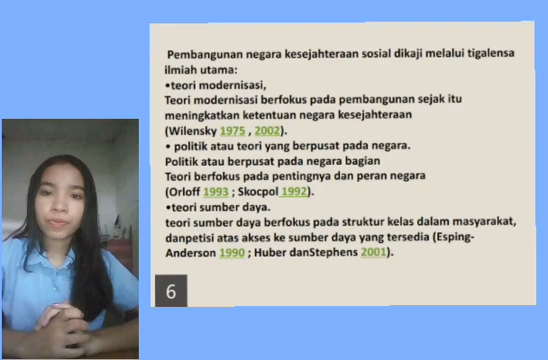 Pembangunan negara kesejahteraan sosial dikaji melalui tigalensa
ilmiah utama:
•teori modernisasi,
Teori modernisasi berfokus pada pembangunan sejak itu
meningkatkan ketentuan negara kesejahteraan
(Wilensky 1975 , 2002).
• politik atau teori yang berpusat pada negara.
Politik atau berpusat pada negara bagian
Teori berfokus pada pentingnya dan peran negara
(Orloff 1993 ; Skocpol 1992).
•teori sumber daya.
teori sumber daya berfokus pada struktur kelas dalam masyarakat,
danpetisi atas akses ke sumber daya yang tersedia (Esping-
Anderson 1990 ; Huber danStephens 2001).
6